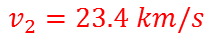 v₂ = 23.4 km/s